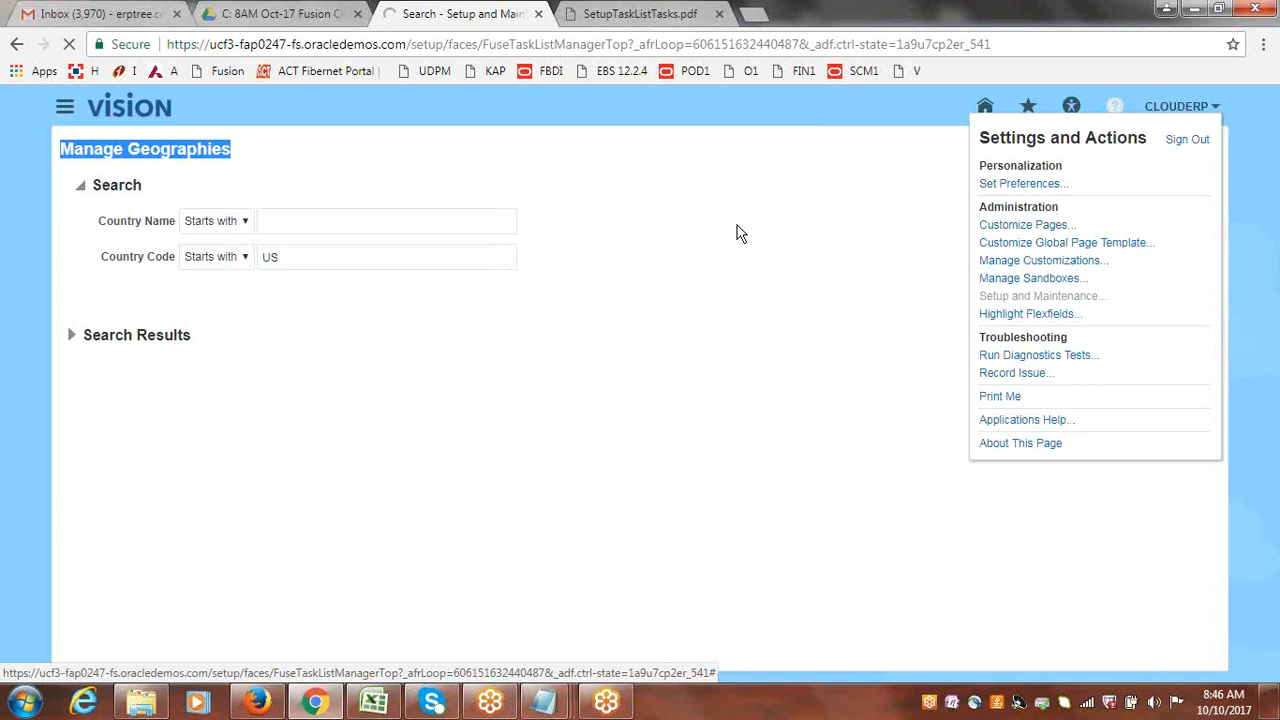 Inbox (3,970) - erptree.c
C: 8AM Oct-17 Fusion C
Search - Setup and Mai
SetupTaskListTasks.pdf
Secure
https://ucf3-fap0247-fs.oracledemos.com/setup/faces/FuseTaskListManagerTop?_afrLoop=606151632440487&_adf.ctrl-state=1a9u7cp2er_541
Apps H I A Fusion ACT Fibernet Portal UDPM KAP FBDI EBS 12.2.4 POD1 O1 FIN1 SCM1 V
VISION
CLOUDERP
Manage Geographies
Settings and Actions Sign Out
Personalization
Set Preferences...
Search
Administration
Country Name Starts with
Customize Pages...
Customize Global Page Template...
Country Code Starts with US
Manage Customizations...
Manage Sandboxes...
Setup and Maintenance...
Highlight Flexfields...
Search Results
Troubleshooting
Run Diagnostics Tests...
Record Issue...
Print Me
Applications Help...
About This Page
https://ucf3-fap0247-fs.oracledemos.com/setup/faces/FuseTaskListManagerTop?_afrLoop=606151632440487&_adf.ctrl-state=1a9u7cp2er_541#
8:46 AM
10/10/2017